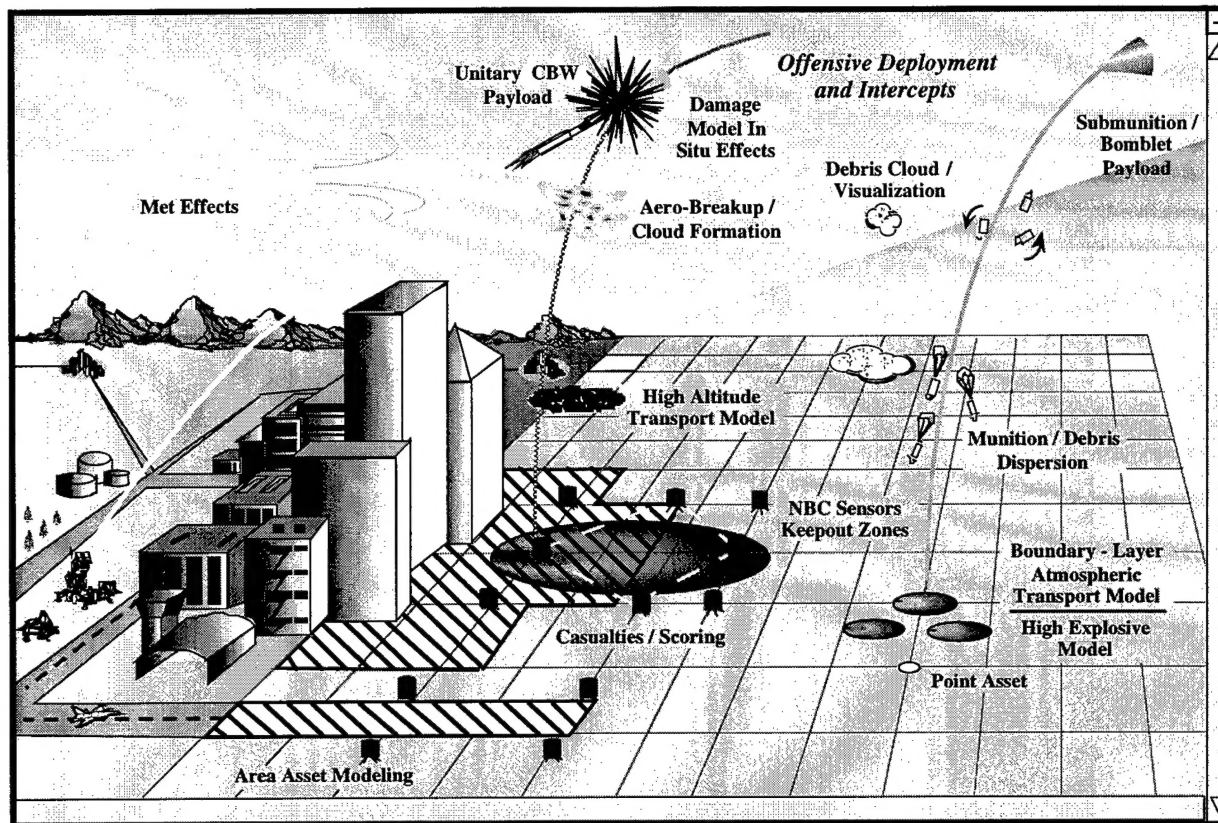 Offensive Deployment
and Intercepts
Unitary CBW
Payload
Damage
Model In
Situ Effects
Submunition /
Bomblet
Payload
Debris Cloud /
Visualization
Met Effects
Aero-Breakup /
Cloud Formation
High Altitude
Transport Model
Munition / Debris
Dispersion
NBC Sensors
Keepout Zones
Boundary - Layer
Atmospheric
Transport Model
High Explosive
Model
Casualties / Scoring
Point Asset
Area Asset Modeling